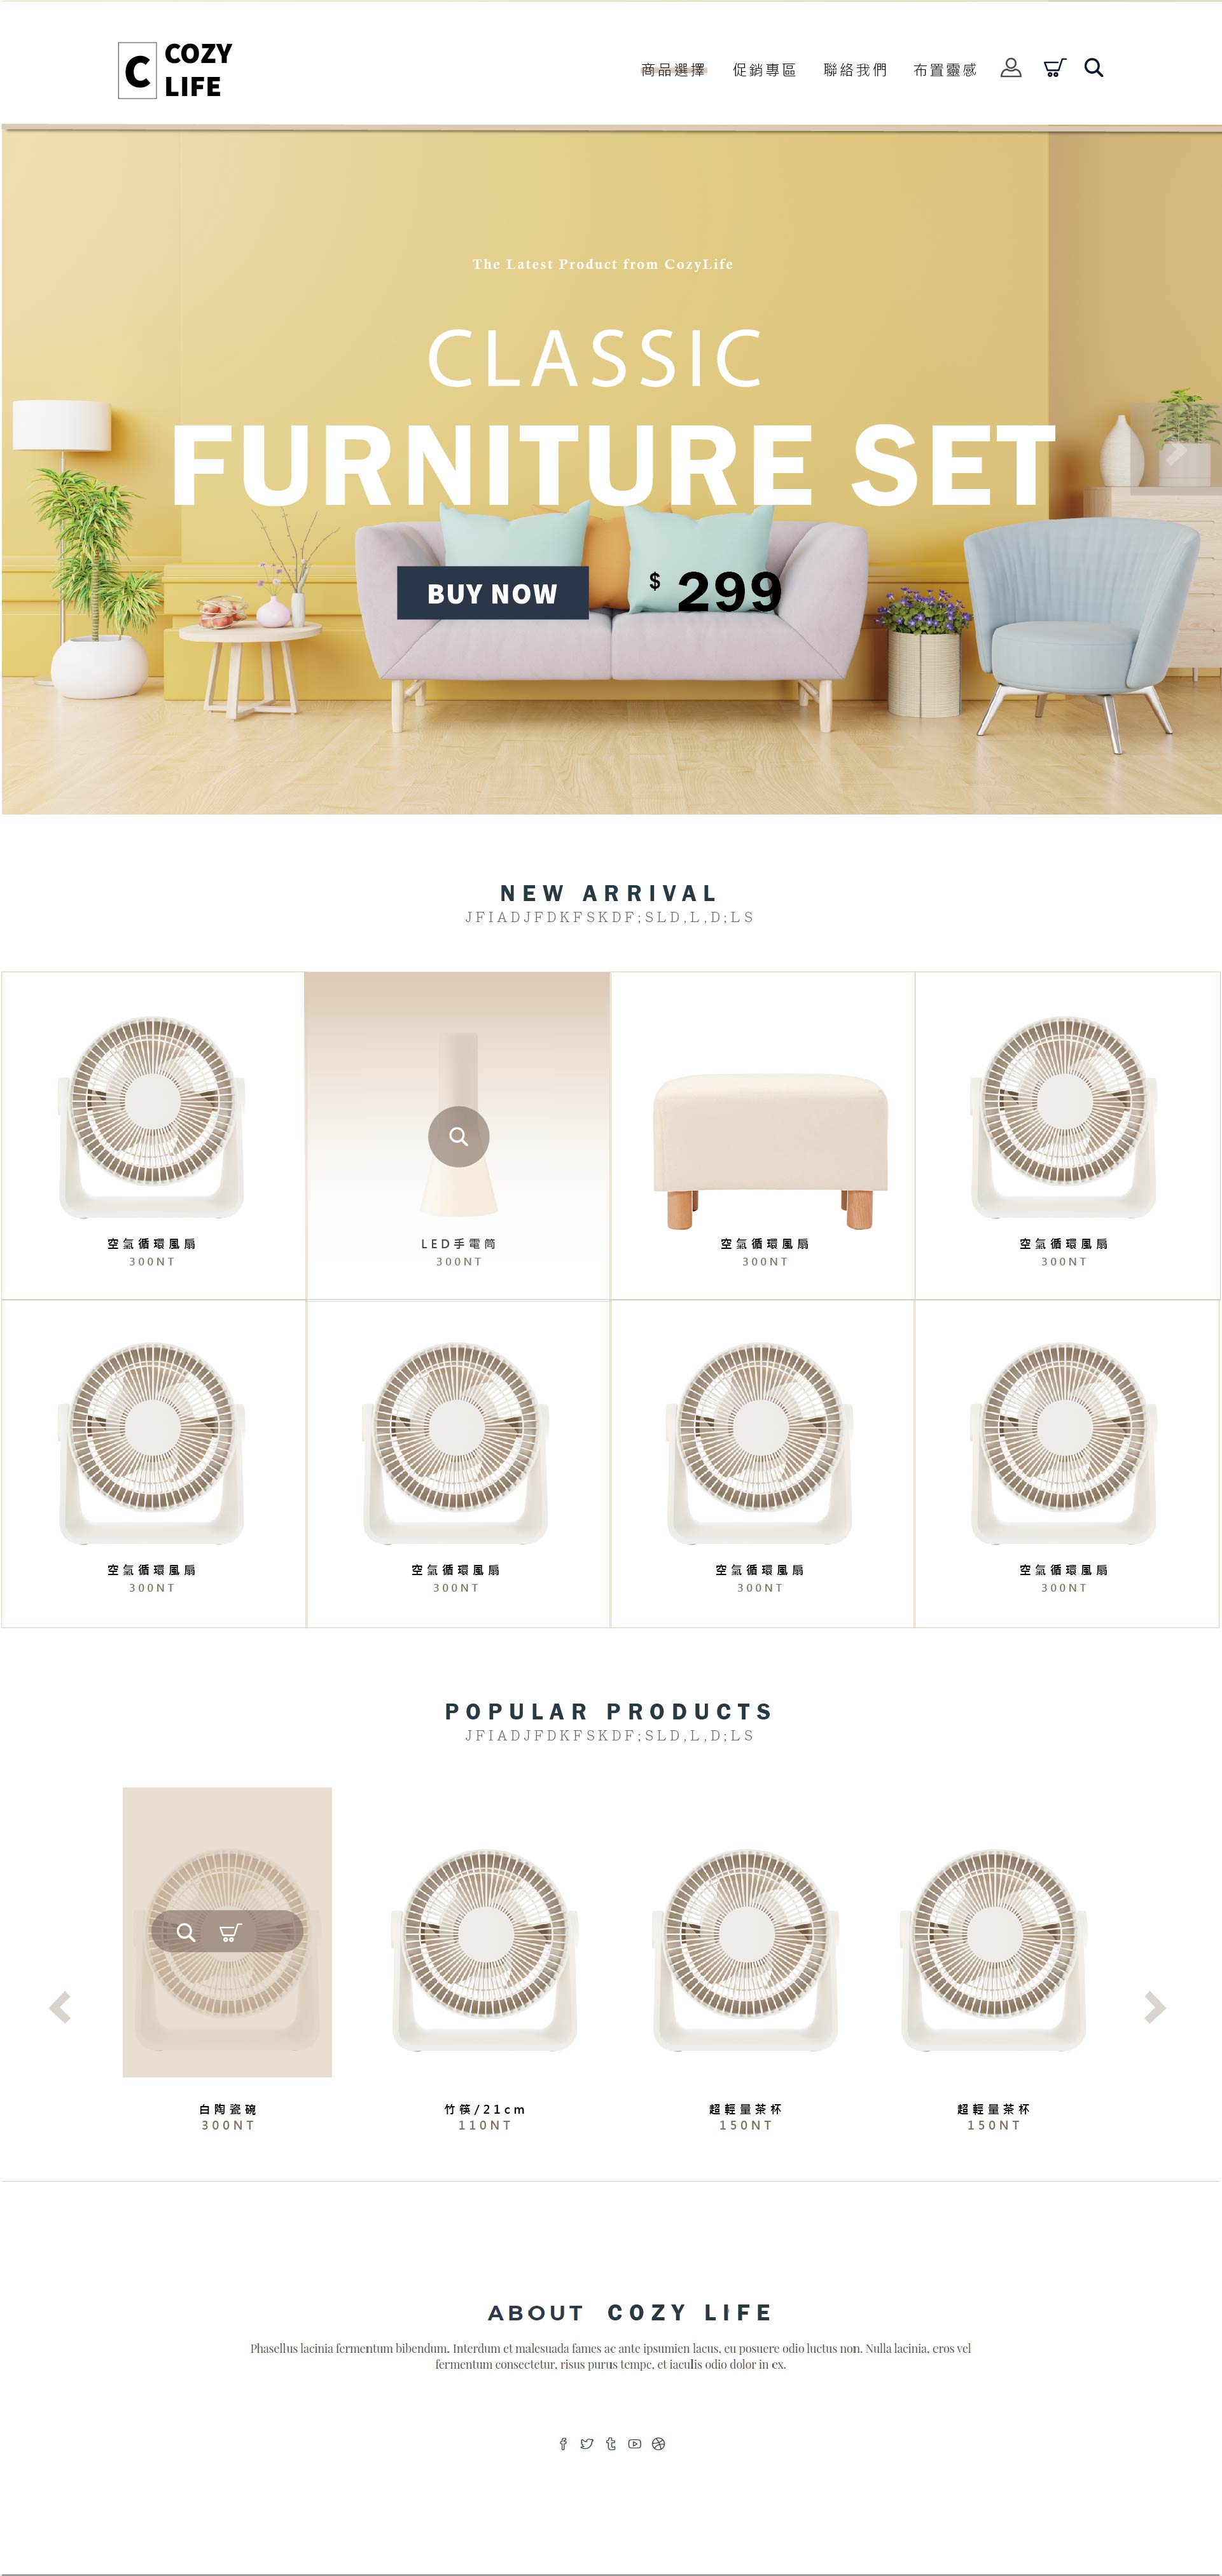 C COZY
LIFE
商品選擇 促銷專區 聯絡我們 布置靈感
The Latest Product from CozyLife
CLASSIC
FURNITURE SET
BUY NOW $ 299
NEW ARRIVAL
JFIADJFDKFSKDF;SLD,L,D;LS
空氣循環風扇 LED手電筒 空氣循環風扇 空氣循環風扇
300NT 300NT 300NT 300NT
空氣循環風扇 空氣循環風扇 空氣循環風扇 空氣循環風扇
300NT 300NT 300NT 300NT
POPULAR PRODUCTS
JFIADJFDKFSKDF;SLD,L,D;LS
白陶瓷碗 竹筷/21cm 超輕量茶杯 超輕量茶杯
300NT 110NT 150NT 150NT
ABOUT COZY LIFE
Phasellus lacinia fermentum bibendum. Interdum et malesuada fames ac ante ipsumien lacus, eu posuere odio luctus non. Nulla lacinia, eros vel
fermentum consectetur, risus purus tempc, et iaculis odio dolor in ex.